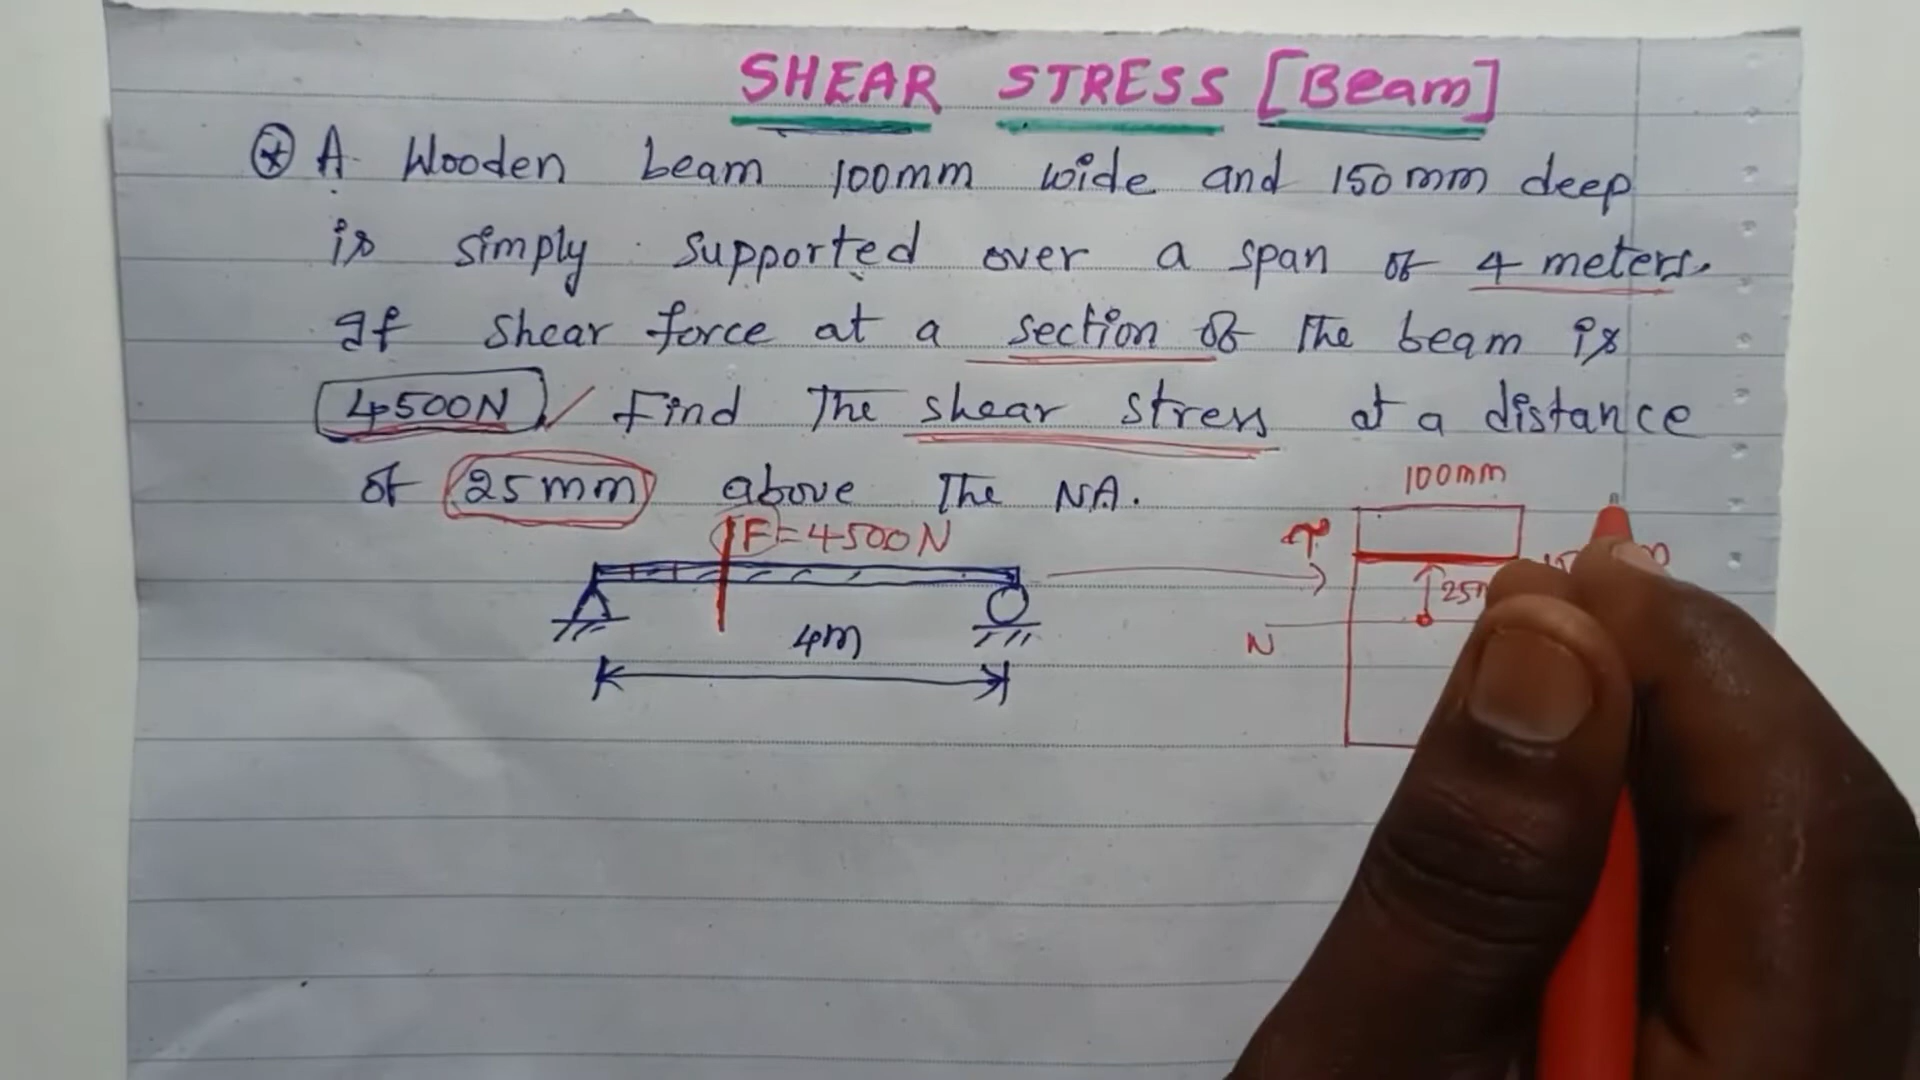 SHEAR STRESS [Beam]
A Wooden beam 100mm wide and 150mm deep
is simply supported over a span of 4 meters.
If shear force at a section of the beam is
4500N Find the shear stress at a distance
of 25mm above the NA.
100mm
F=4500N
τ
25
N
4m